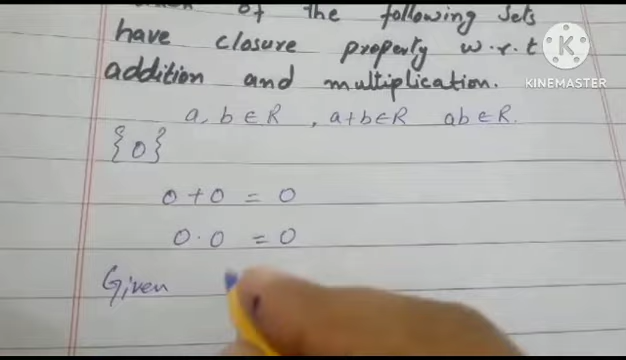 of the following sets
have closure property w.r.t
addition and multiplication.
a, b ∈ R , a+b∈R ab ∈ R.
{0}
0 + 0 = 0
0 . 0 = 0
Given
K
KINEMASTER